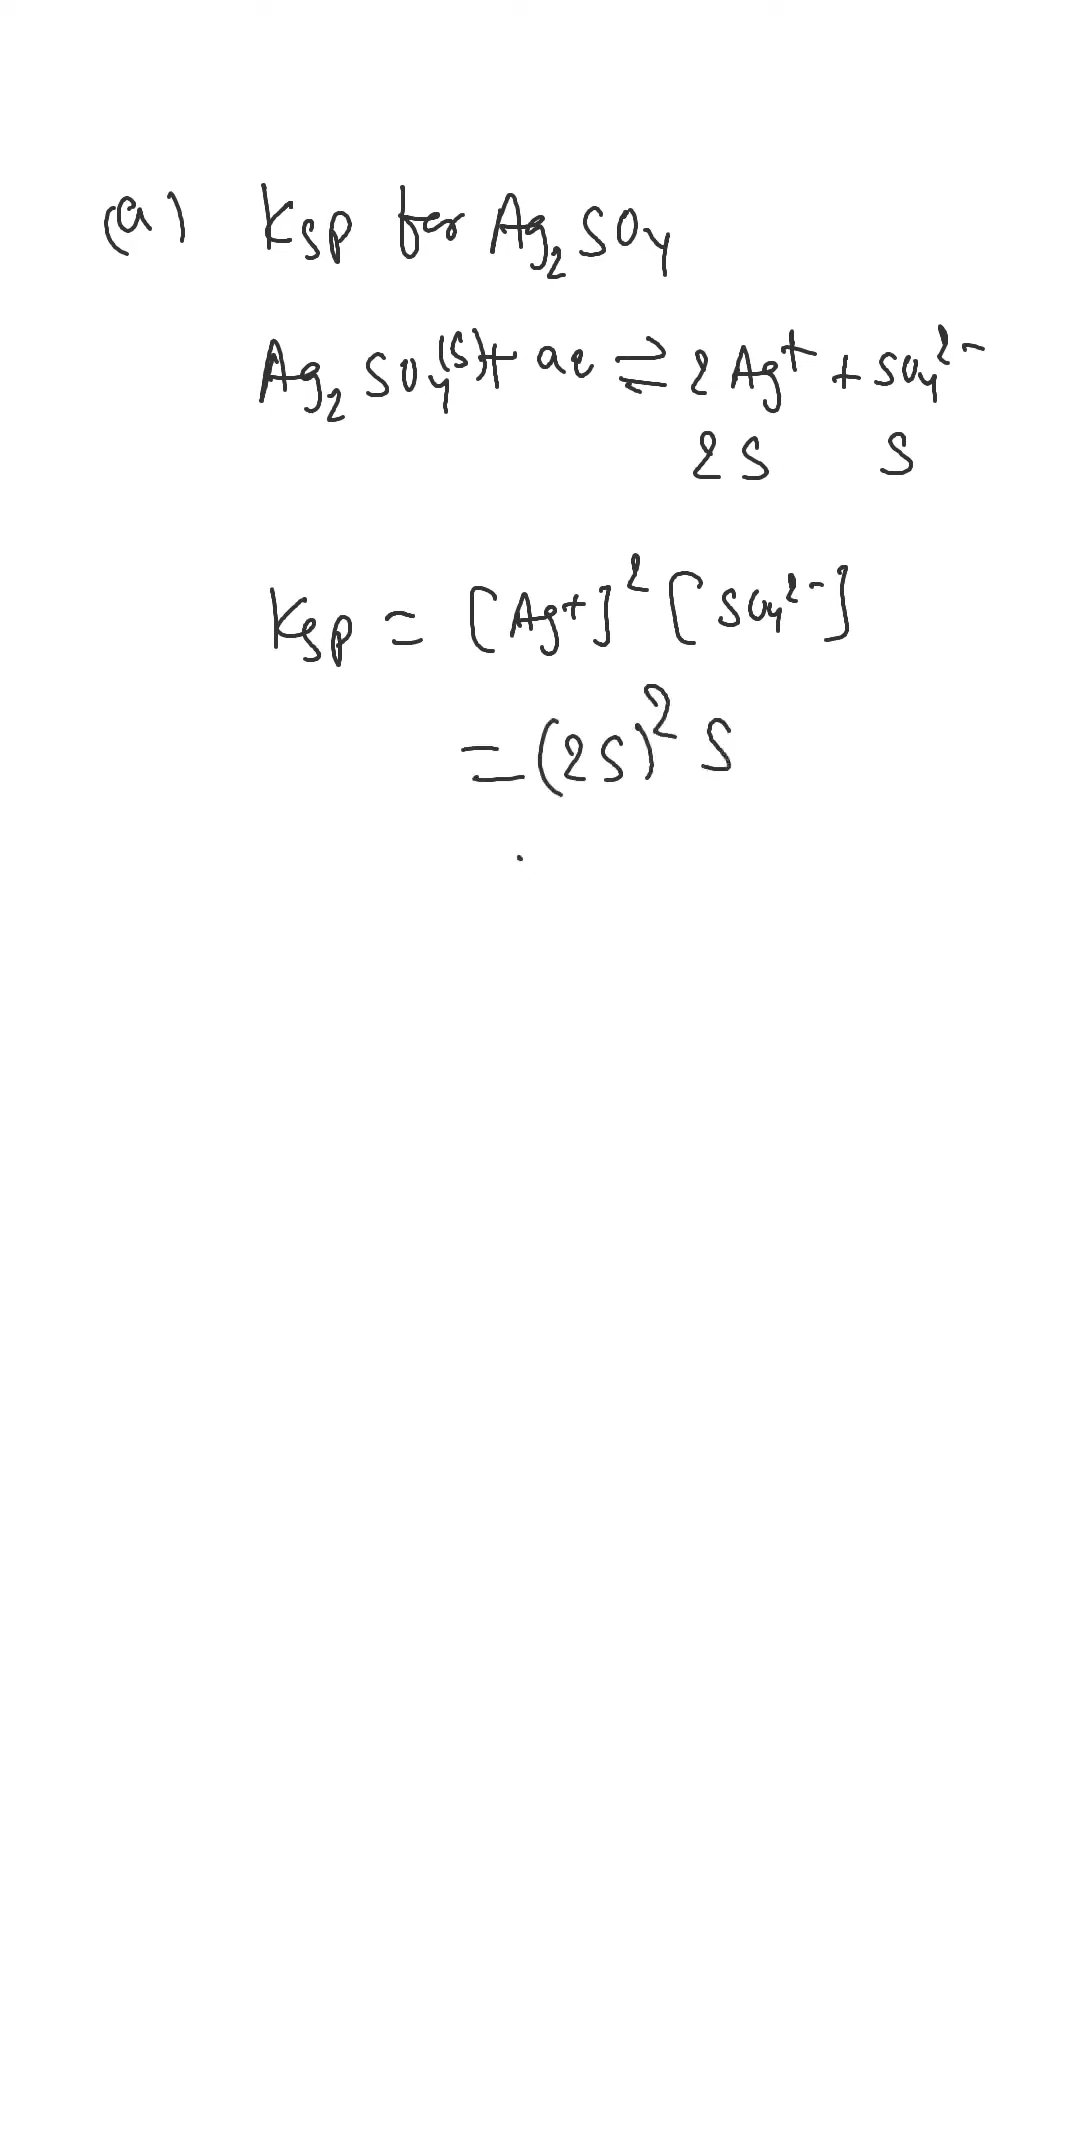 (a) Ksp for Ag₂SO₄
Ag₂SO₄(s) + aq ⇌ 2Ag⁺ + SO₄²⁻
2S S
Ksp = [Ag⁺]² [SO₄²⁻]
= (2S)² S